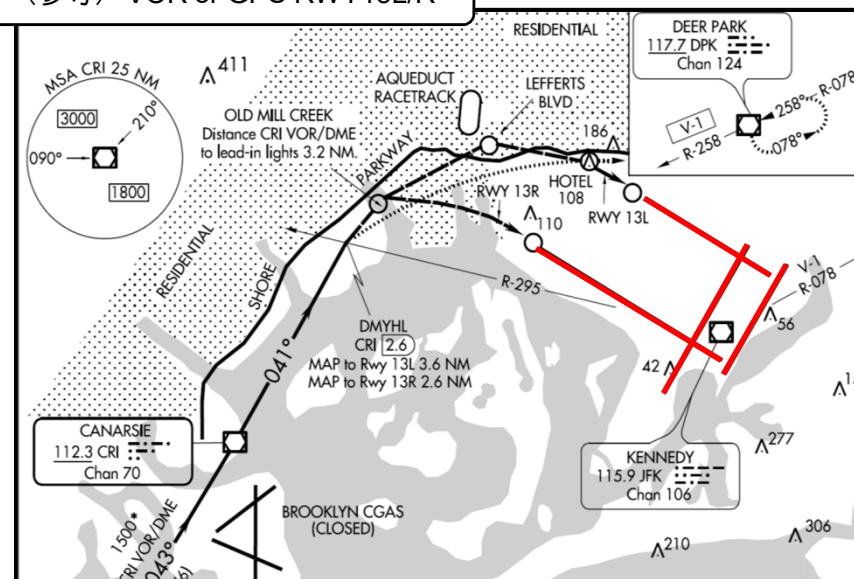 （参考） VOR or GPS RWY13L/R
MSA CRI 25 NM
3000
210°
090°
1800
411
RESIDENTIAL
AQUEDUCT
RACETRACK
LEFFERTS
BLVD
OLD MILL CREEK
Distance CRI VOR/DME
to lead-in lights 3.2 NM.
PARKWAY
186
DEER PARK
117.7 DPK
Chan 124
R-078
258°
078°
V-1
R-258
HOTEL
108
RWY 13R
RWY 13L
110
RESIDENTIAL
SHORE
R-295
V-1
R-078
DMYHL
CRI 2.6
MAP to Rwy 13L 3.6 NM
MAP to Rwy 13R 2.6 NM
041°
56
42
CANARSIE
112.3 CRI
Chan 70
277
KENNEDY
115.9 JFK
Chan 106
BROOKLYN CGAS
(CLOSED)
1500*
CRI VOR/DME
043°
210
306